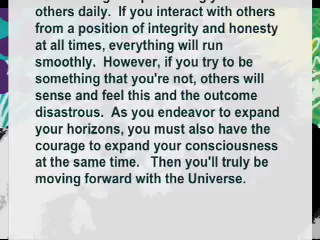 others daily.  If you interact with others
from a position of integrity and honesty
at all times, everything will run
smoothly.  However, if you try to be
something that you're not, others will
sense and feel this and the outcome
disastrous.  As you endeavor to expand
your horizons, you must also have the
courage to expand your consciousness
at the same time.   Then you'll truly be
moving forward with the Universe.